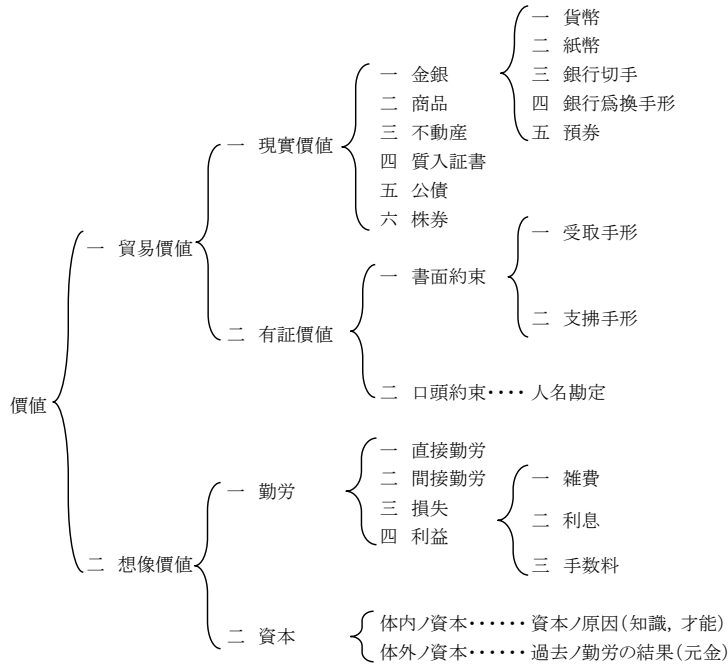 價値
一 貿易價値
一 現實價値
一 金銀
一 貨幣
二 紙幣
三 銀行切手
四 銀行爲換手形
五 預券
二 商品
三 不動産
四 質入証書
五 公債
六 株券
二 有証價値
一 書面約束
一 受取手形
二 支拂手形
二 口頭約束‥‥ 人名勘定
二 想像價値
一 勤労
一 直接勤労
二 間接勤労
三 損失
四 利益
一 雑費
二 利息
三 手数料
二 資本
体内ノ資本‥‥‥ 資本ノ原因(知識, 才能)
体外ノ資本‥‥‥ 過去ノ勤労の結果(元金)